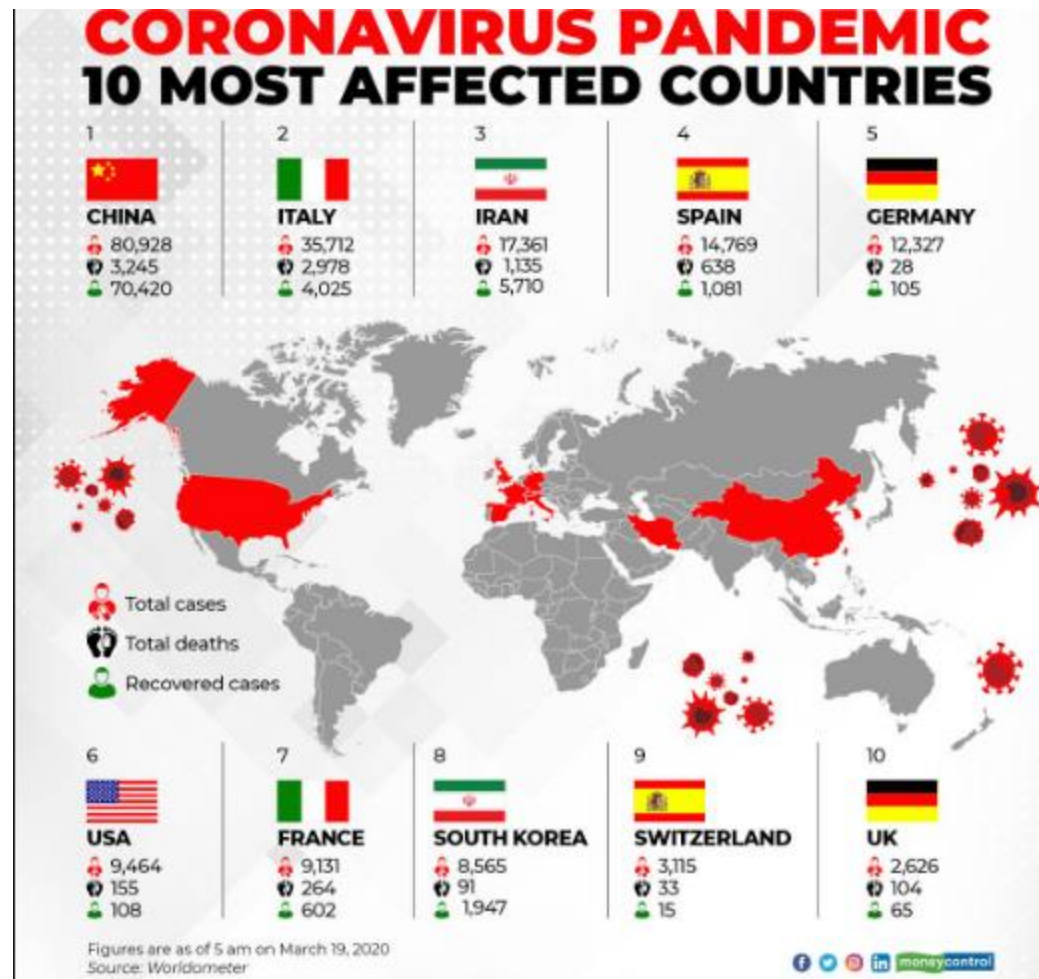 CORONAVIRUS PANDEMIC
10 MOST AFFECTED COUNTRIES
1
CHINA
80,928
3,245
70,420
2
ITALY
35,712
2,978
4,025
3
IRAN
17,361
1,135
5,710
4
SPAIN
14,769
638
1,081
5
GERMANY
12,327
28
105
Total cases
Total deaths
Recovered cases
6
USA
9,464
155
108
7
FRANCE
9,131
264
602
8
SOUTH KOREA
8,565
91
1,947
9
SWITZERLAND
3,115
33
15
10
UK
2,626
104
65
Figures are as of 5 am on March 19, 2020
Source: Worldometer
moneycontrol